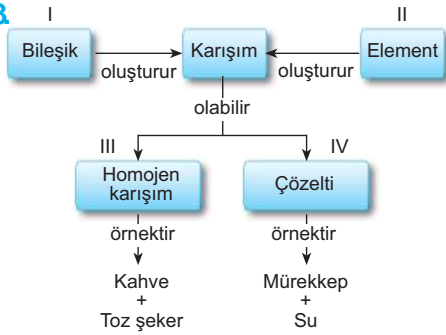 8.
I
II
Bileşik
Karışım
Element
oluşturur
oluşturur
olabilir
III
IV
Homojen
karışım
Çözelti
örnektir
örnektir
Kahve
+
Toz şeker
Mürekkep
+
Su